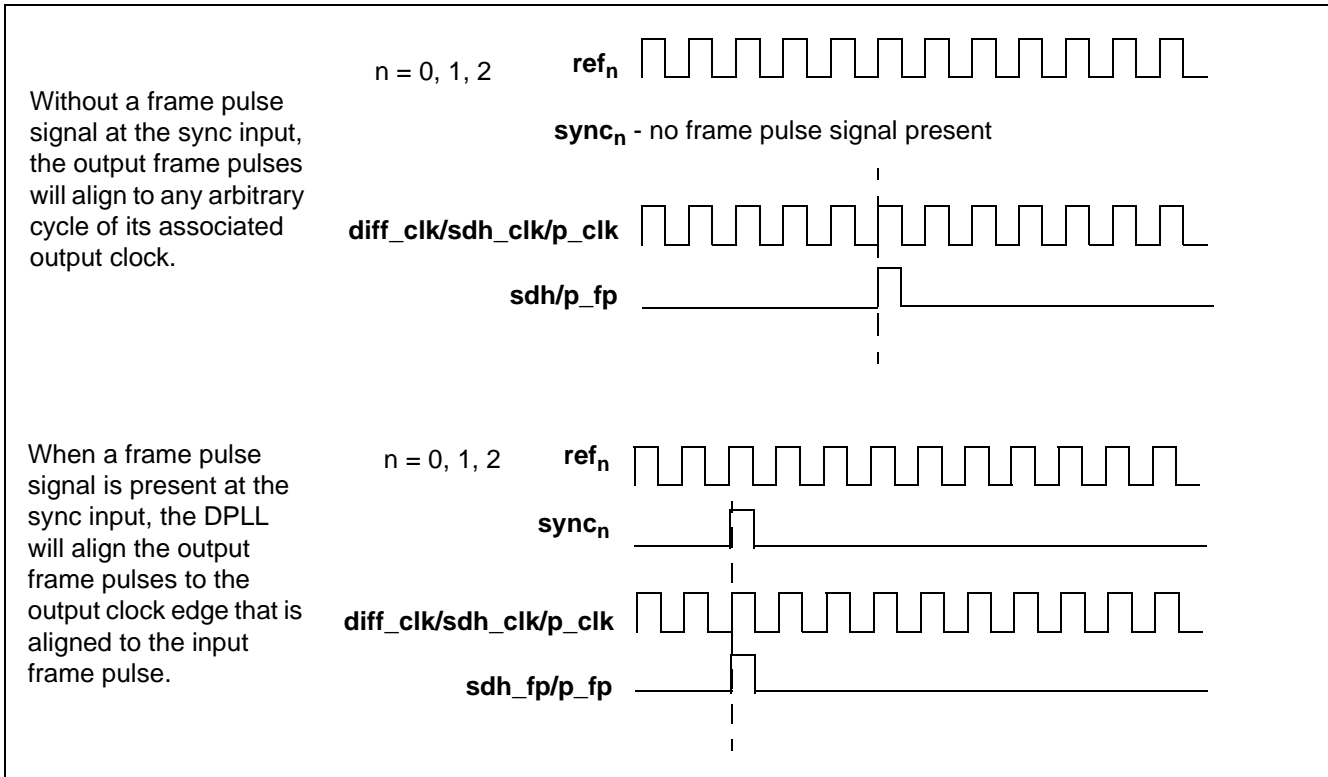 n = 0, 1, 2 refn
Without a frame pulse
signal at the sync input,
the output frame pulses
will align to any arbitrary
cycle of its associated
output clock.
syncn - no frame pulse signal present
diff_clk/sdh_clk/p_clk
sdh/p_fp
When a frame pulse
signal is present at the
sync input, the DPLL
will align the output
frame pulses to the
output clock edge that is
aligned to the input
frame pulse.
n = 0, 1, 2 refn
syncn
diff_clk/sdh_clk/p_clk
sdh_fp/p_fp